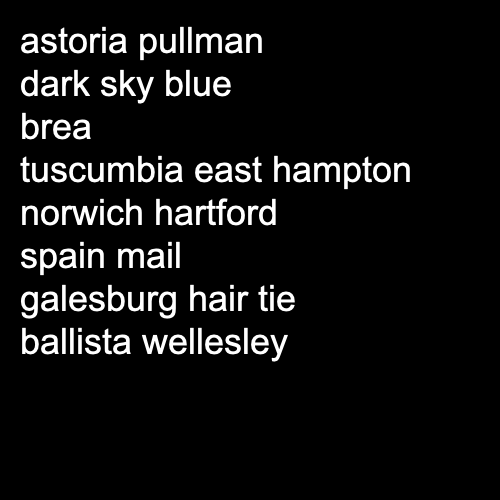 astoria pullman
dark sky blue
brea
tuscumbia east hampton
norwich hartford
spain mail
galesburg hair tie
ballista wellesley